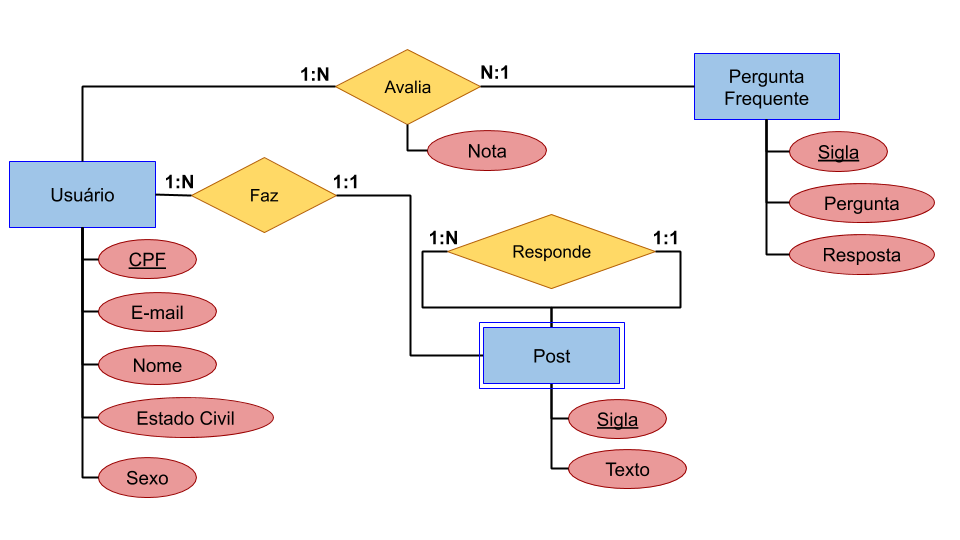 1:N
Avalia
N:1
Pergunta
Frequente
Nota
Sigla
Pergunta
Resposta
Usuário
1:N
Faz
1:1
CPF
E-mail
Nome
Estado Civil
Sexo
1:N
Responde
1:1
Post
Sigla
Texto